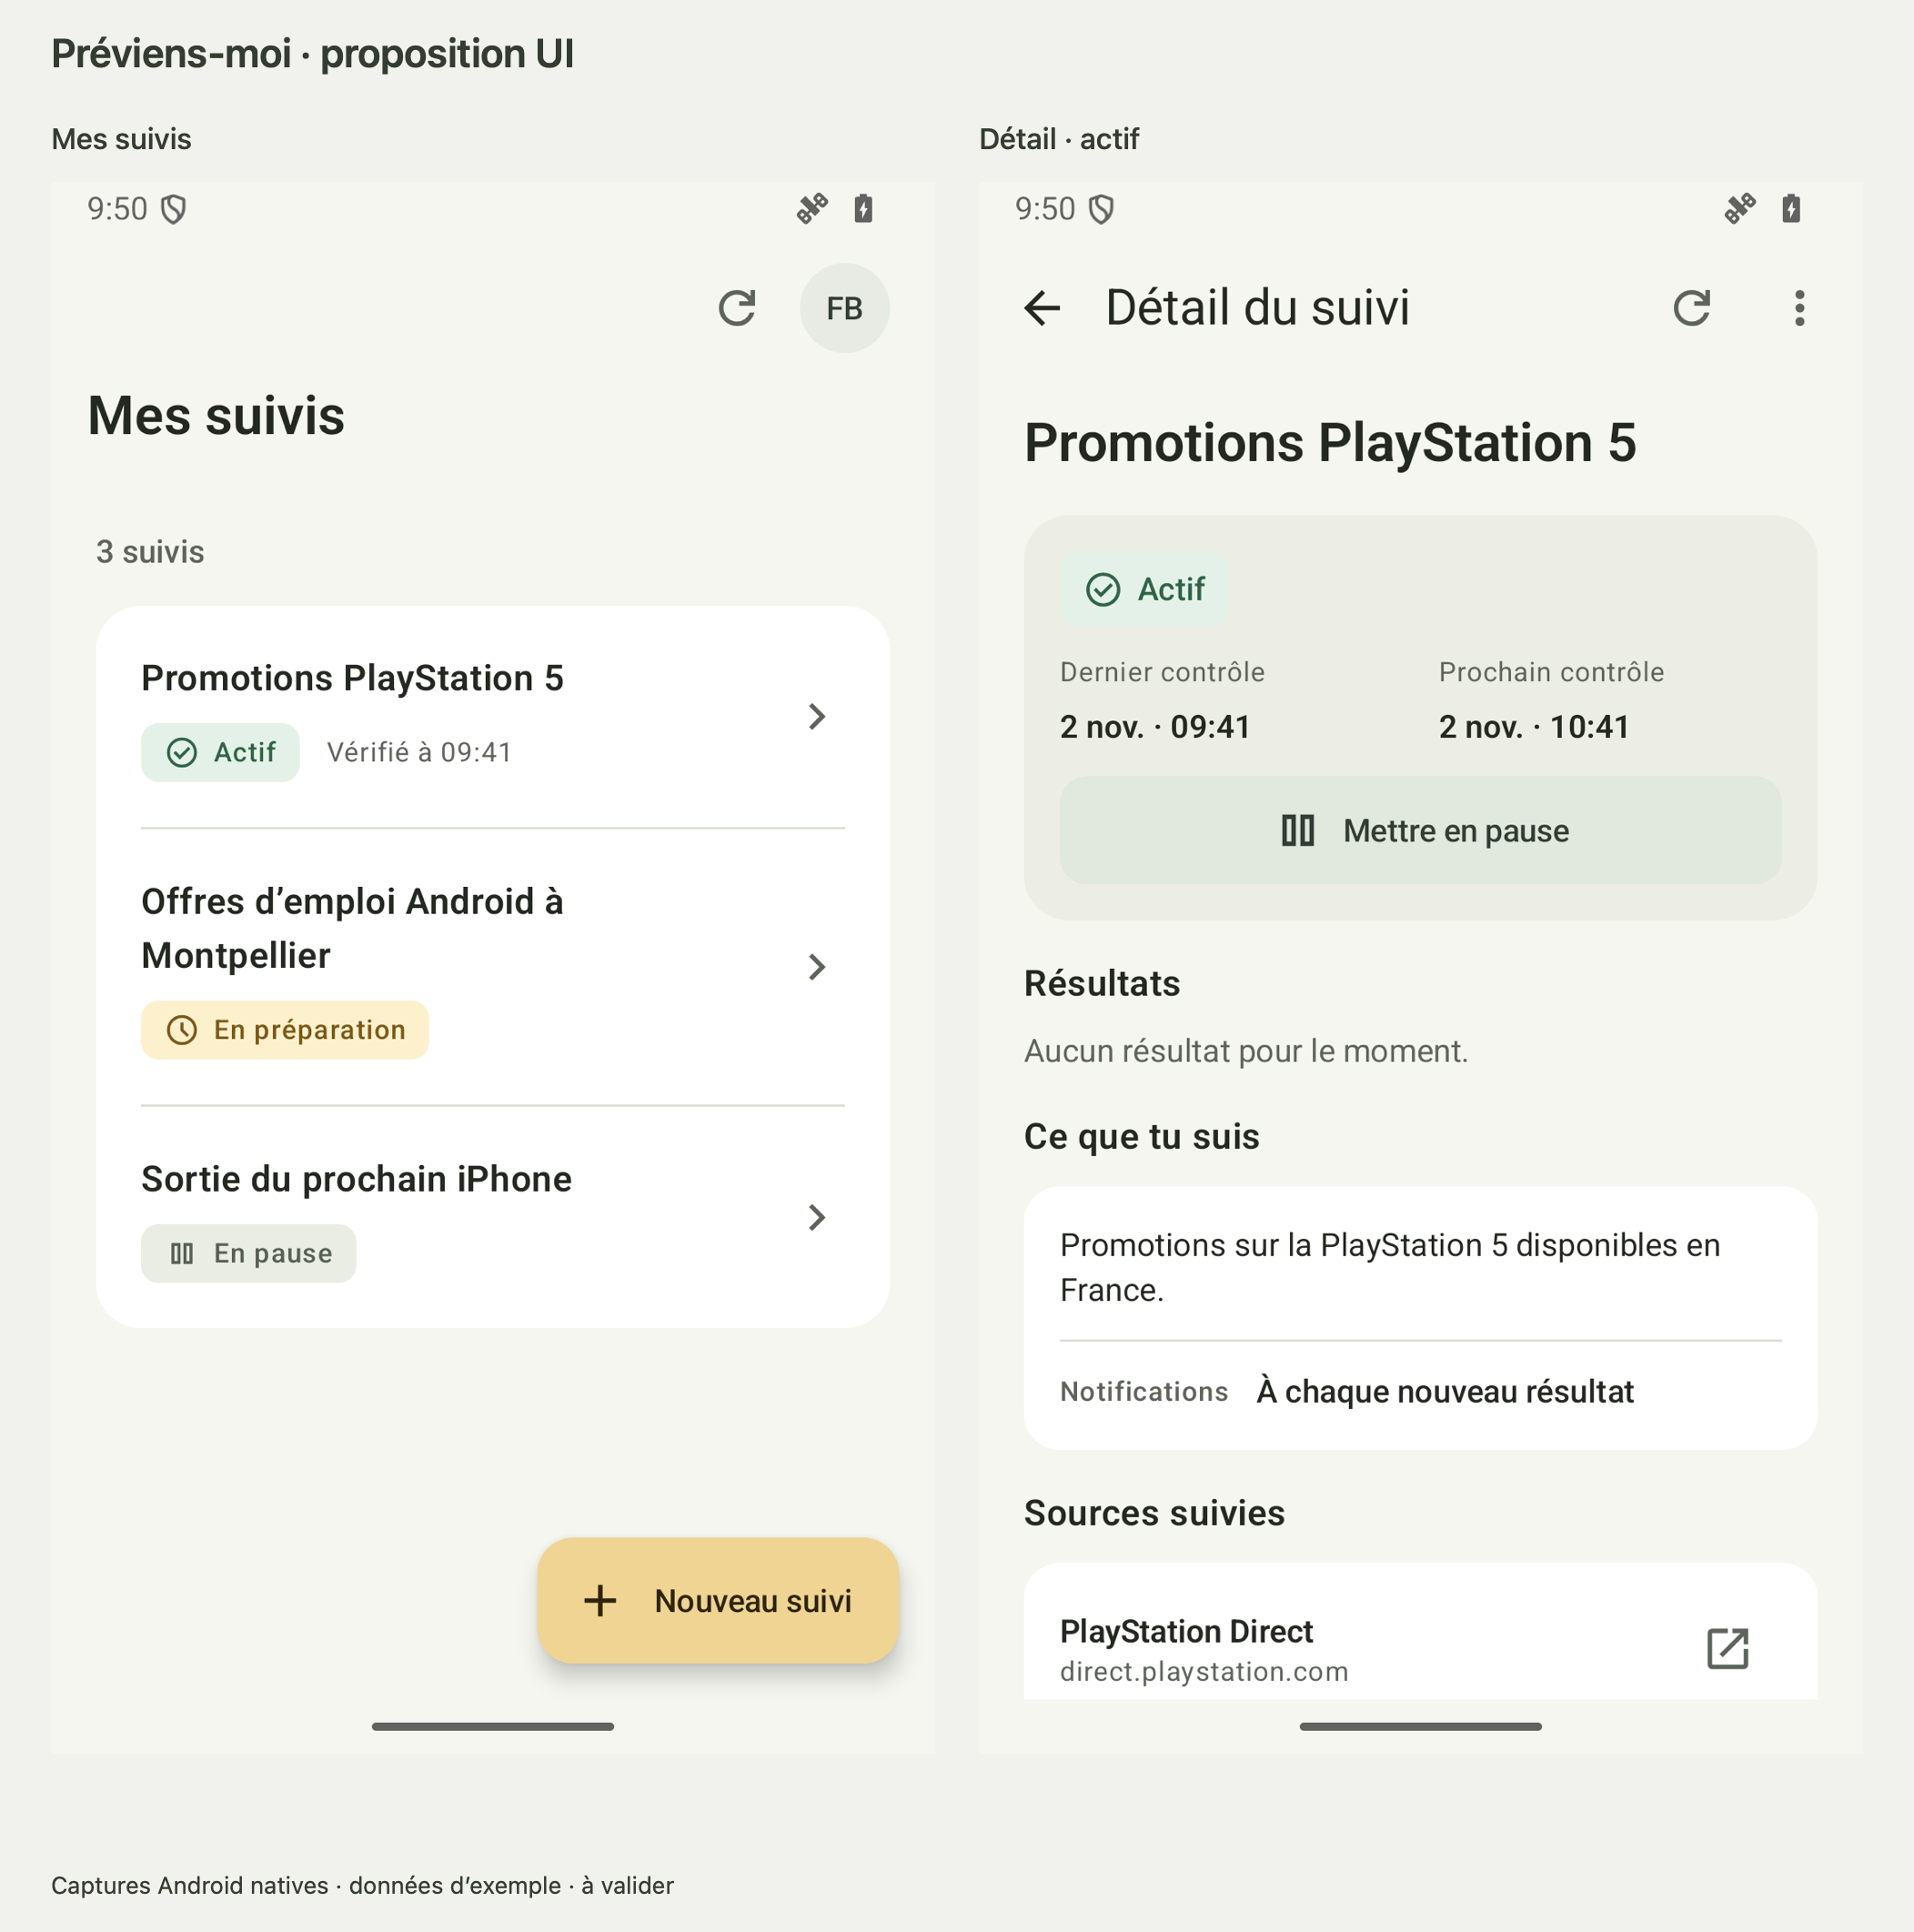 Préviens-moi · proposition UI
Mes suivis
9:50
FB
Mes suivis
3 suivis
Promotions PlayStation 5
Actif
Vérifié à 09:41
Offres d’emploi Android à
Montpellier
En préparation
Sortie du prochain iPhone
En pause
Nouveau suivi
Détail · actif
9:50
Détail du suivi
Promotions PlayStation 5
Actif
Dernier contrôle
2 nov. · 09:41
Prochain contrôle
2 nov. · 10:41
Mettre en pause
Résultats
Aucun résultat pour le moment.
Ce que tu suis
Promotions sur la PlayStation 5 disponibles en
France.
Notifications À chaque nouveau résultat
Sources suivies
PlayStation Direct
direct.playstation.com
Captures Android natives · données d’exemple · à valider